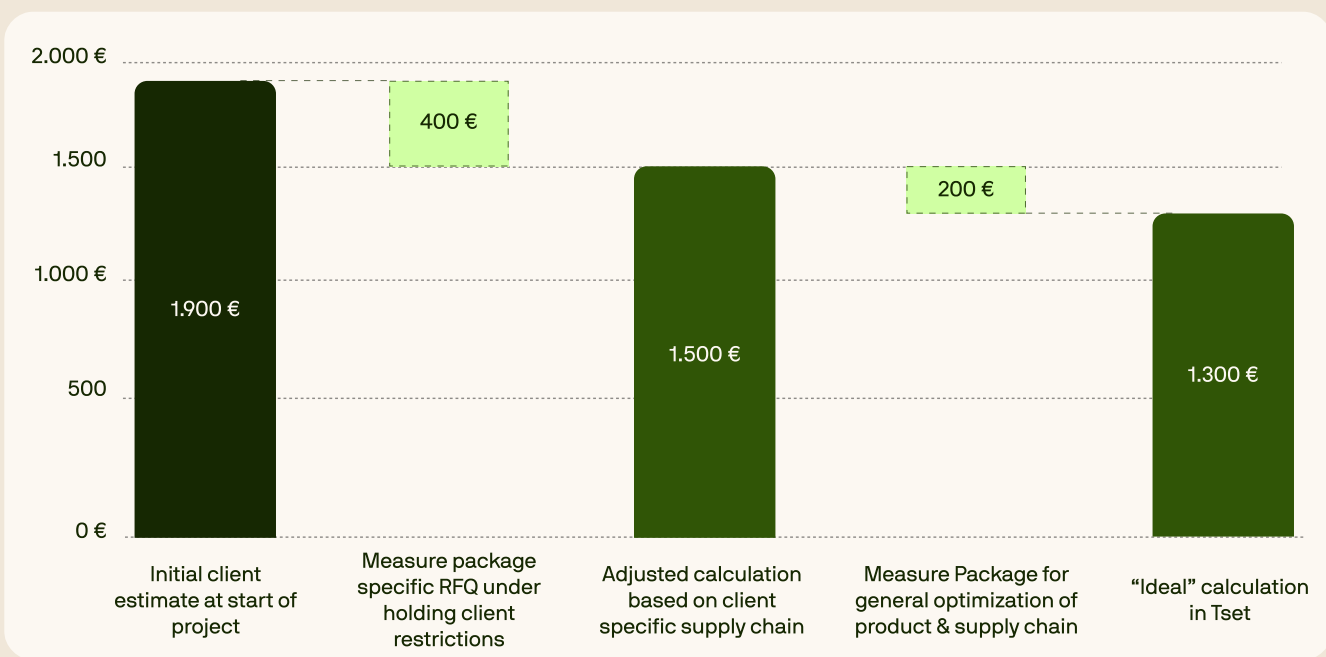 2.000 €
1.500
1.000 €
500
0 €
1.900 €
400 €
1.500 €
200 €
1.300 €
Initial client
estimate at start of
project
Measure package
specific RFQ under
holding client
restrictions
Adjusted calculation
based on client
specific supply chain
Measure Package for
general optimization of
product & supply chain
“Ideal” calculation
in Tset